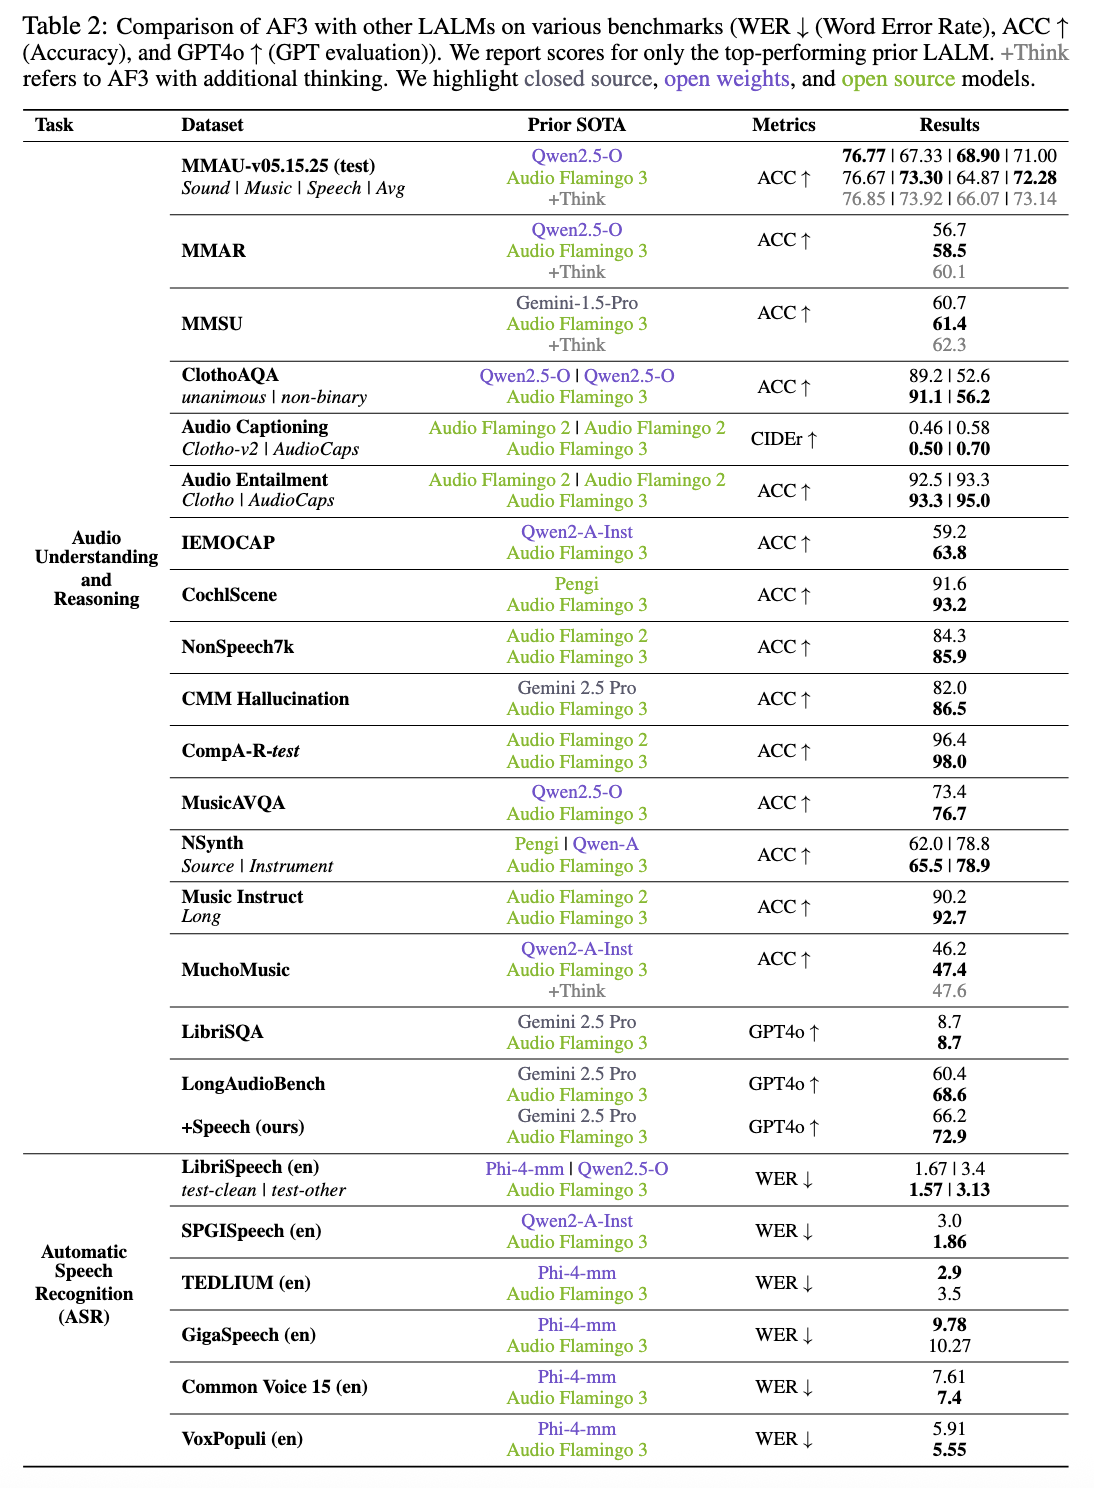 Table 2: Comparison of AF3 with other LALMs on various benchmarks (WER ↓ (Word Error Rate), ACC ↑
(Accuracy), and GPT4o ↑ (GPT evaluation)). We report scores for only the top-performing prior LALM. +Think
refers to AF3 with additional thinking. We highlight closed source, open weights, and open source models.
Task Dataset Prior SOTA Metrics Results
Audio
Understanding
and
Reasoning
MMAU-v05.15.25 (test)
Sound | Music | Speech | Avg
Qwen2.5-O
Audio Flamingo 3
+Think
ACC ↑
76.77 | 67.33 | 68.90 | 71.00
76.67 | 73.30 | 64.87 | 72.28
76.85 | 73.92 | 66.07 | 73.14
MMAR
Qwen2.5-O
Audio Flamingo 3
+Think
ACC ↑
56.7
58.5
60.1
MMSU
Gemini-1.5-Pro
Audio Flamingo 3
+Think
ACC ↑
60.7
61.4
62.3
ClothoAQA
unanimous | non-binary
Qwen2.5-O | Qwen2.5-O
Audio Flamingo 3
ACC ↑
89.2 | 52.6
91.1 | 56.2
Audio Captioning
Clotho-v2 | AudioCaps
Audio Flamingo 2 | Audio Flamingo 2
Audio Flamingo 3
CIDEr ↑
0.46 | 0.58
0.50 | 0.70
Audio Entailment
Clotho | AudioCaps
Audio Flamingo 2 | Audio Flamingo 2
Audio Flamingo 3
ACC ↑
92.5 | 93.3
93.3 | 95.0
IEMOCAP
Qwen2-A-Inst
Audio Flamingo 3
ACC ↑
59.2
63.8
CochlScene
Pengi
Audio Flamingo 3
ACC ↑
91.6
93.2
NonSpeech7k
Audio Flamingo 2
Audio Flamingo 3
ACC ↑
84.3
85.9
CMM Hallucination
Gemini 2.5 Pro
Audio Flamingo 3
ACC ↑
82.0
86.5
CompA-R-test
Audio Flamingo 2
Audio Flamingo 3
ACC ↑
96.4
98.0
MusicAVQA
Qwen2.5-O
Audio Flamingo 3
ACC ↑
73.4
76.7
NSynth
Source | Instrument
Pengi | Qwen-A
Audio Flamingo 3
ACC ↑
62.0 | 78.8
65.5 | 78.9
Music Instruct
Long
Audio Flamingo 2
Audio Flamingo 3
ACC ↑
90.2
92.7
MuchoMusic
Qwen2-A-Inst
Audio Flamingo 3
+Think
ACC ↑
46.2
47.4
47.6
LibriSQA
Gemini 2.5 Pro
Audio Flamingo 3
GPT4o ↑
8.7
8.7
LongAudioBench
Gemini 2.5 Pro
Audio Flamingo 3
GPT4o ↑
60.4
68.6
+Speech (ours)
Gemini 2.5 Pro
Audio Flamingo 3
GPT4o ↑
66.2
72.9
Automatic
Speech
Recognition
(ASR)
LibriSpeech (en)
test-clean | test-other
Phi-4-mm | Qwen2.5-O
Audio Flamingo 3
WER ↓
1.67 | 3.4
1.57 | 3.13
SPGISpeech (en)
Qwen2-A-Inst
Audio Flamingo 3
WER ↓
3.0
1.86
TEDLIUM (en)
Phi-4-mm
Audio Flamingo 3
WER ↓
2.9
3.5
GigaSpeech (en)
Phi-4-mm
Audio Flamingo 3
WER ↓
9.78
10.27
Common Voice 15 (en)
Phi-4-mm
Audio Flamingo 3
WER ↓
7.61
7.4
VoxPopuli (en)
Phi-4-mm
Audio Flamingo 3
WER ↓
5.91
5.55